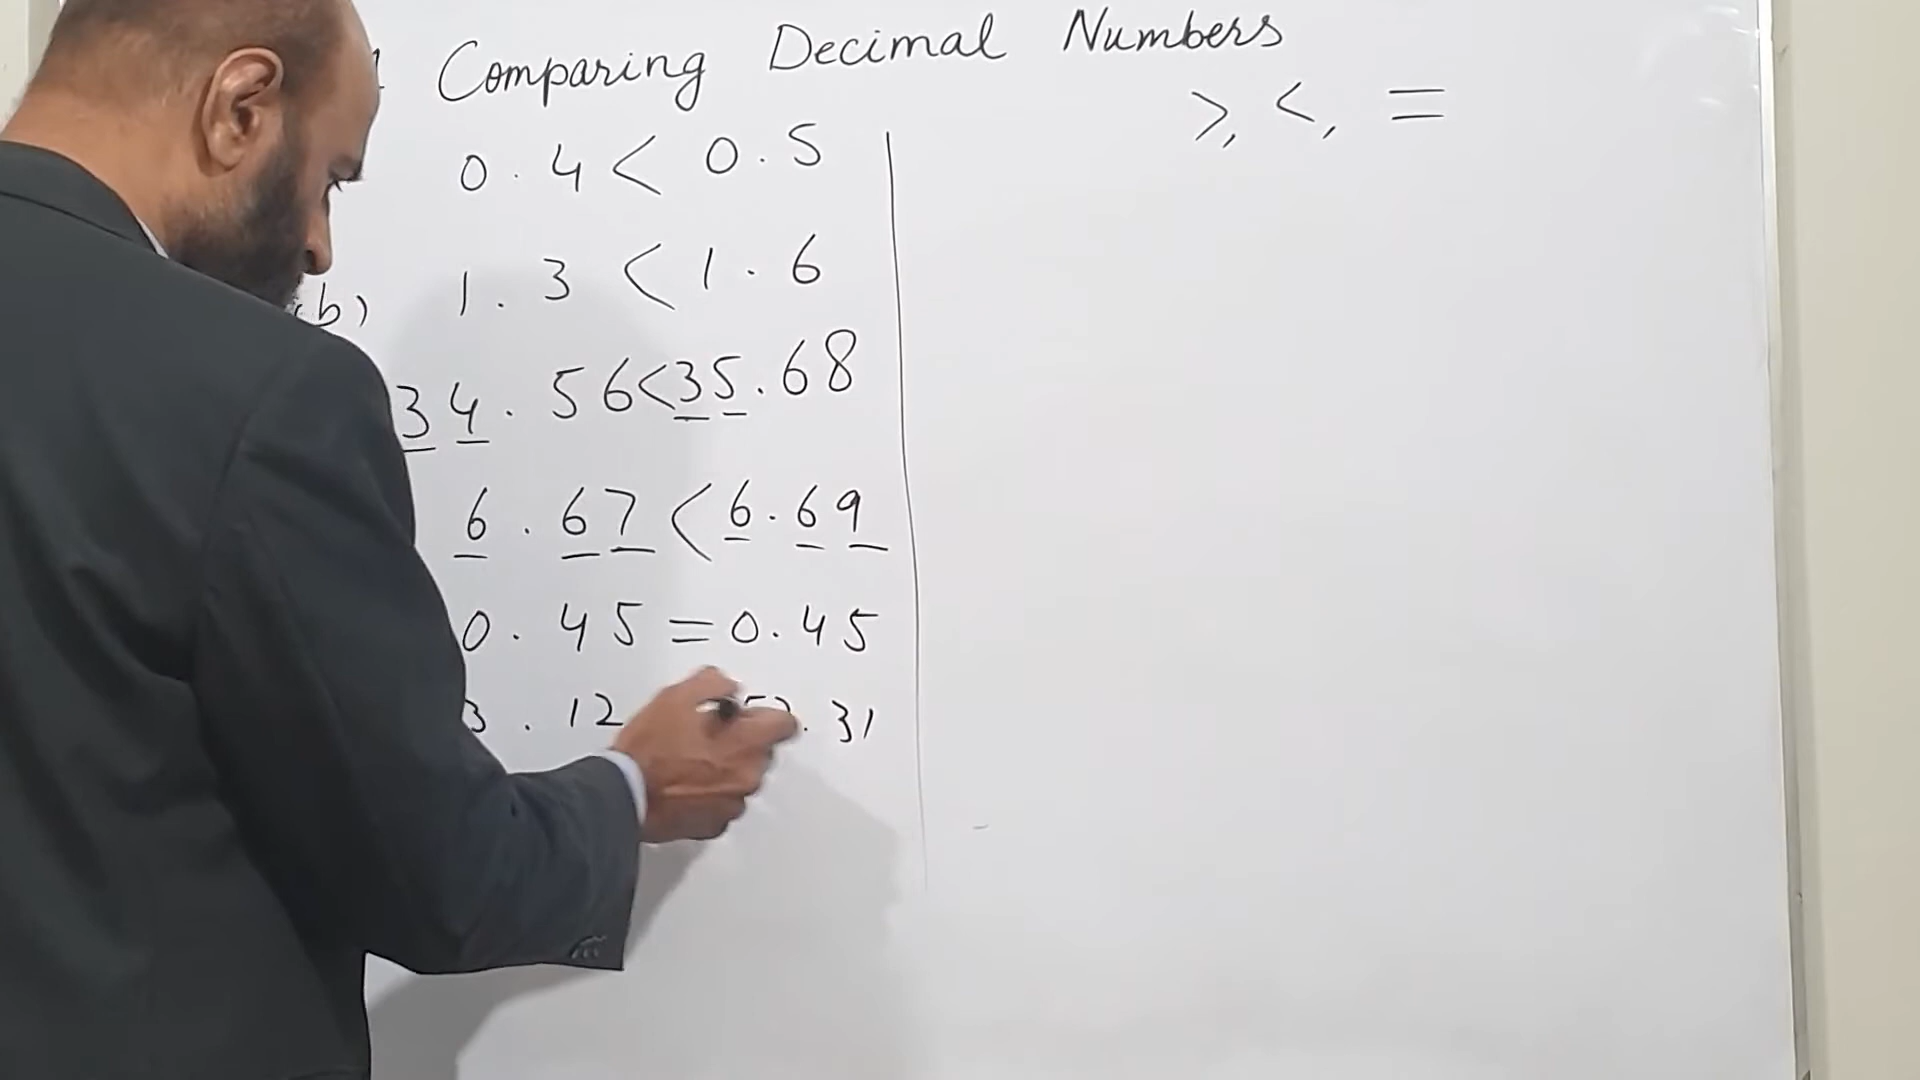 Comparing Decimal Numbers
>, <, =
0.4 < 0.5
b) 1.3 < 1.6
34.56 < 35.68
6.67 < 6.69
0.45 = 0.45
3.12 .31